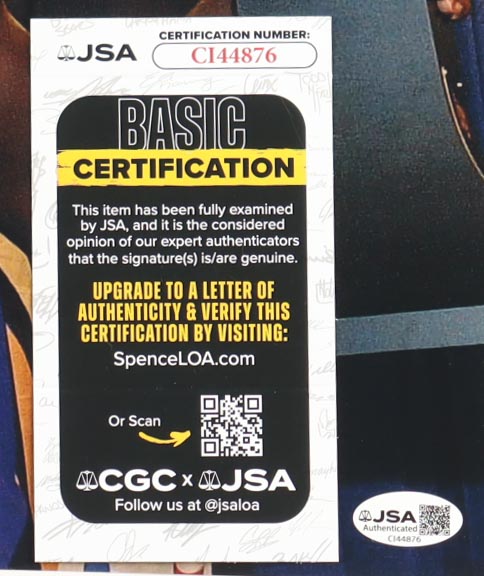 JSA
CERTIFICATION NUMBER:
CI44876
BASIC
CERTIFICATION
This item has been fully examined
by JSA, and it is the considered
opinion of our expert authenticators
that the signature(s) is/are genuine.
UPGRADE TO A LETTER OF
AUTHENTICITY & VERIFY THIS
CERTIFICATION BY VISITING:
SpenceLOA.com
Or Scan
CGC x JSA
Follow us at @jsaloa
JSA
Authenticated
CI44876